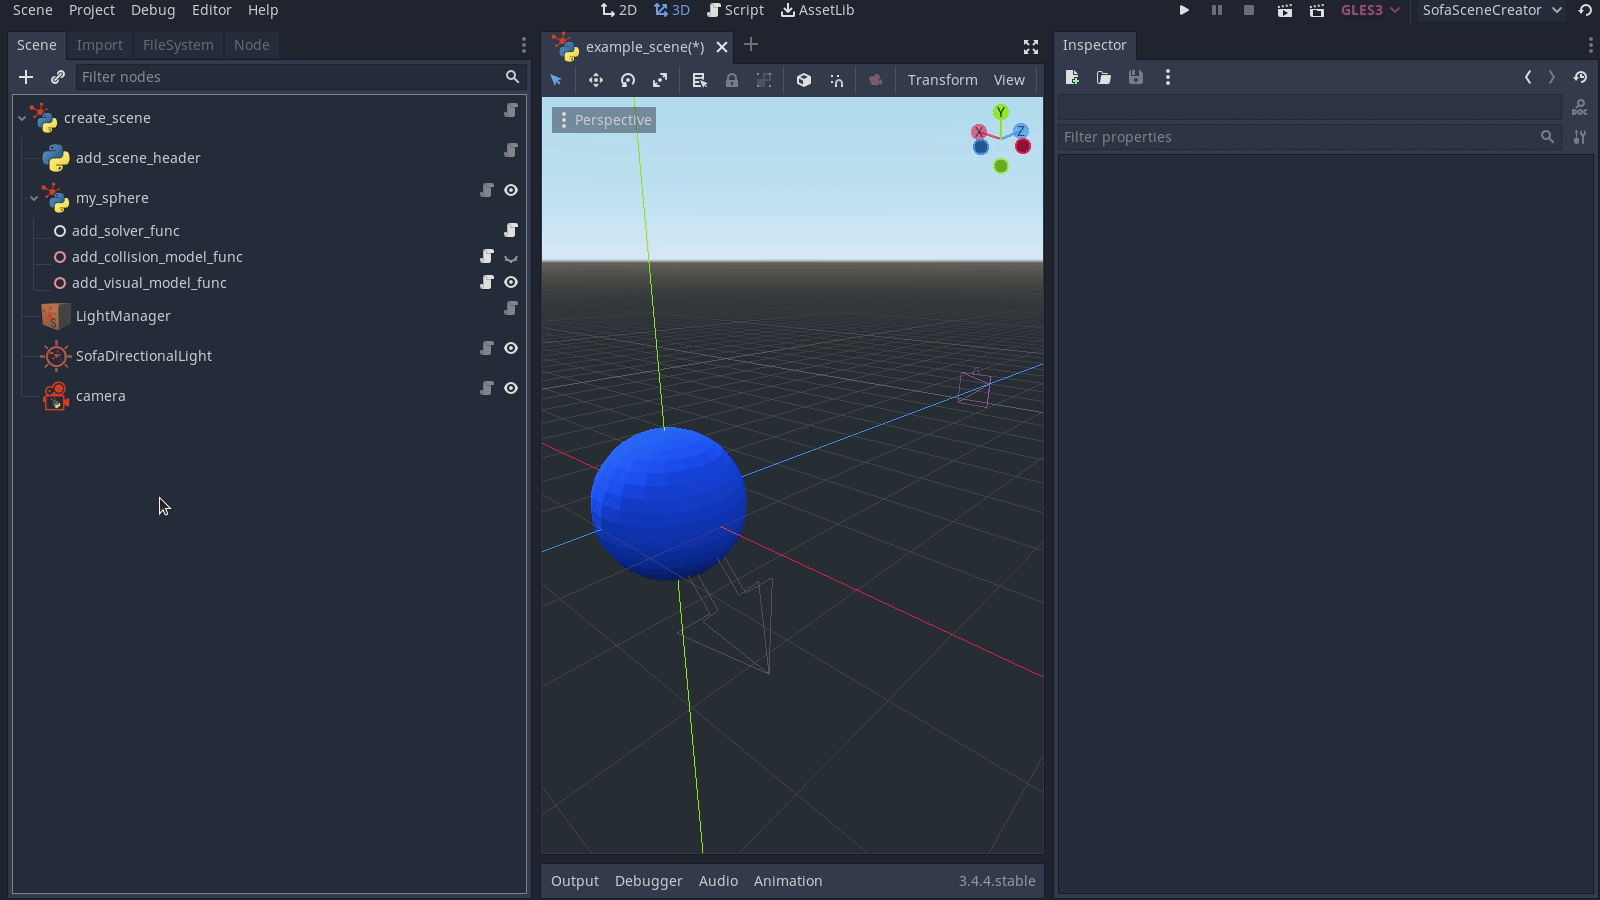 Scene Project Debug Editor Help 2D 3D Script AssetLib GLES3 SofaSceneCreator
Scene Import FileSystem Node
example_scene(*)
Inspector
Filter nodes
Transform View
create_scene
Perspective
Y
X
Z
DOC
Filter properties
add_scene_header
my_sphere
add_solver_func
add_collision_model_func
add_visual_model_func
LightManager
SofaDirectionalLight
camera
Output Debugger Audio Animation 3.4.4.stable